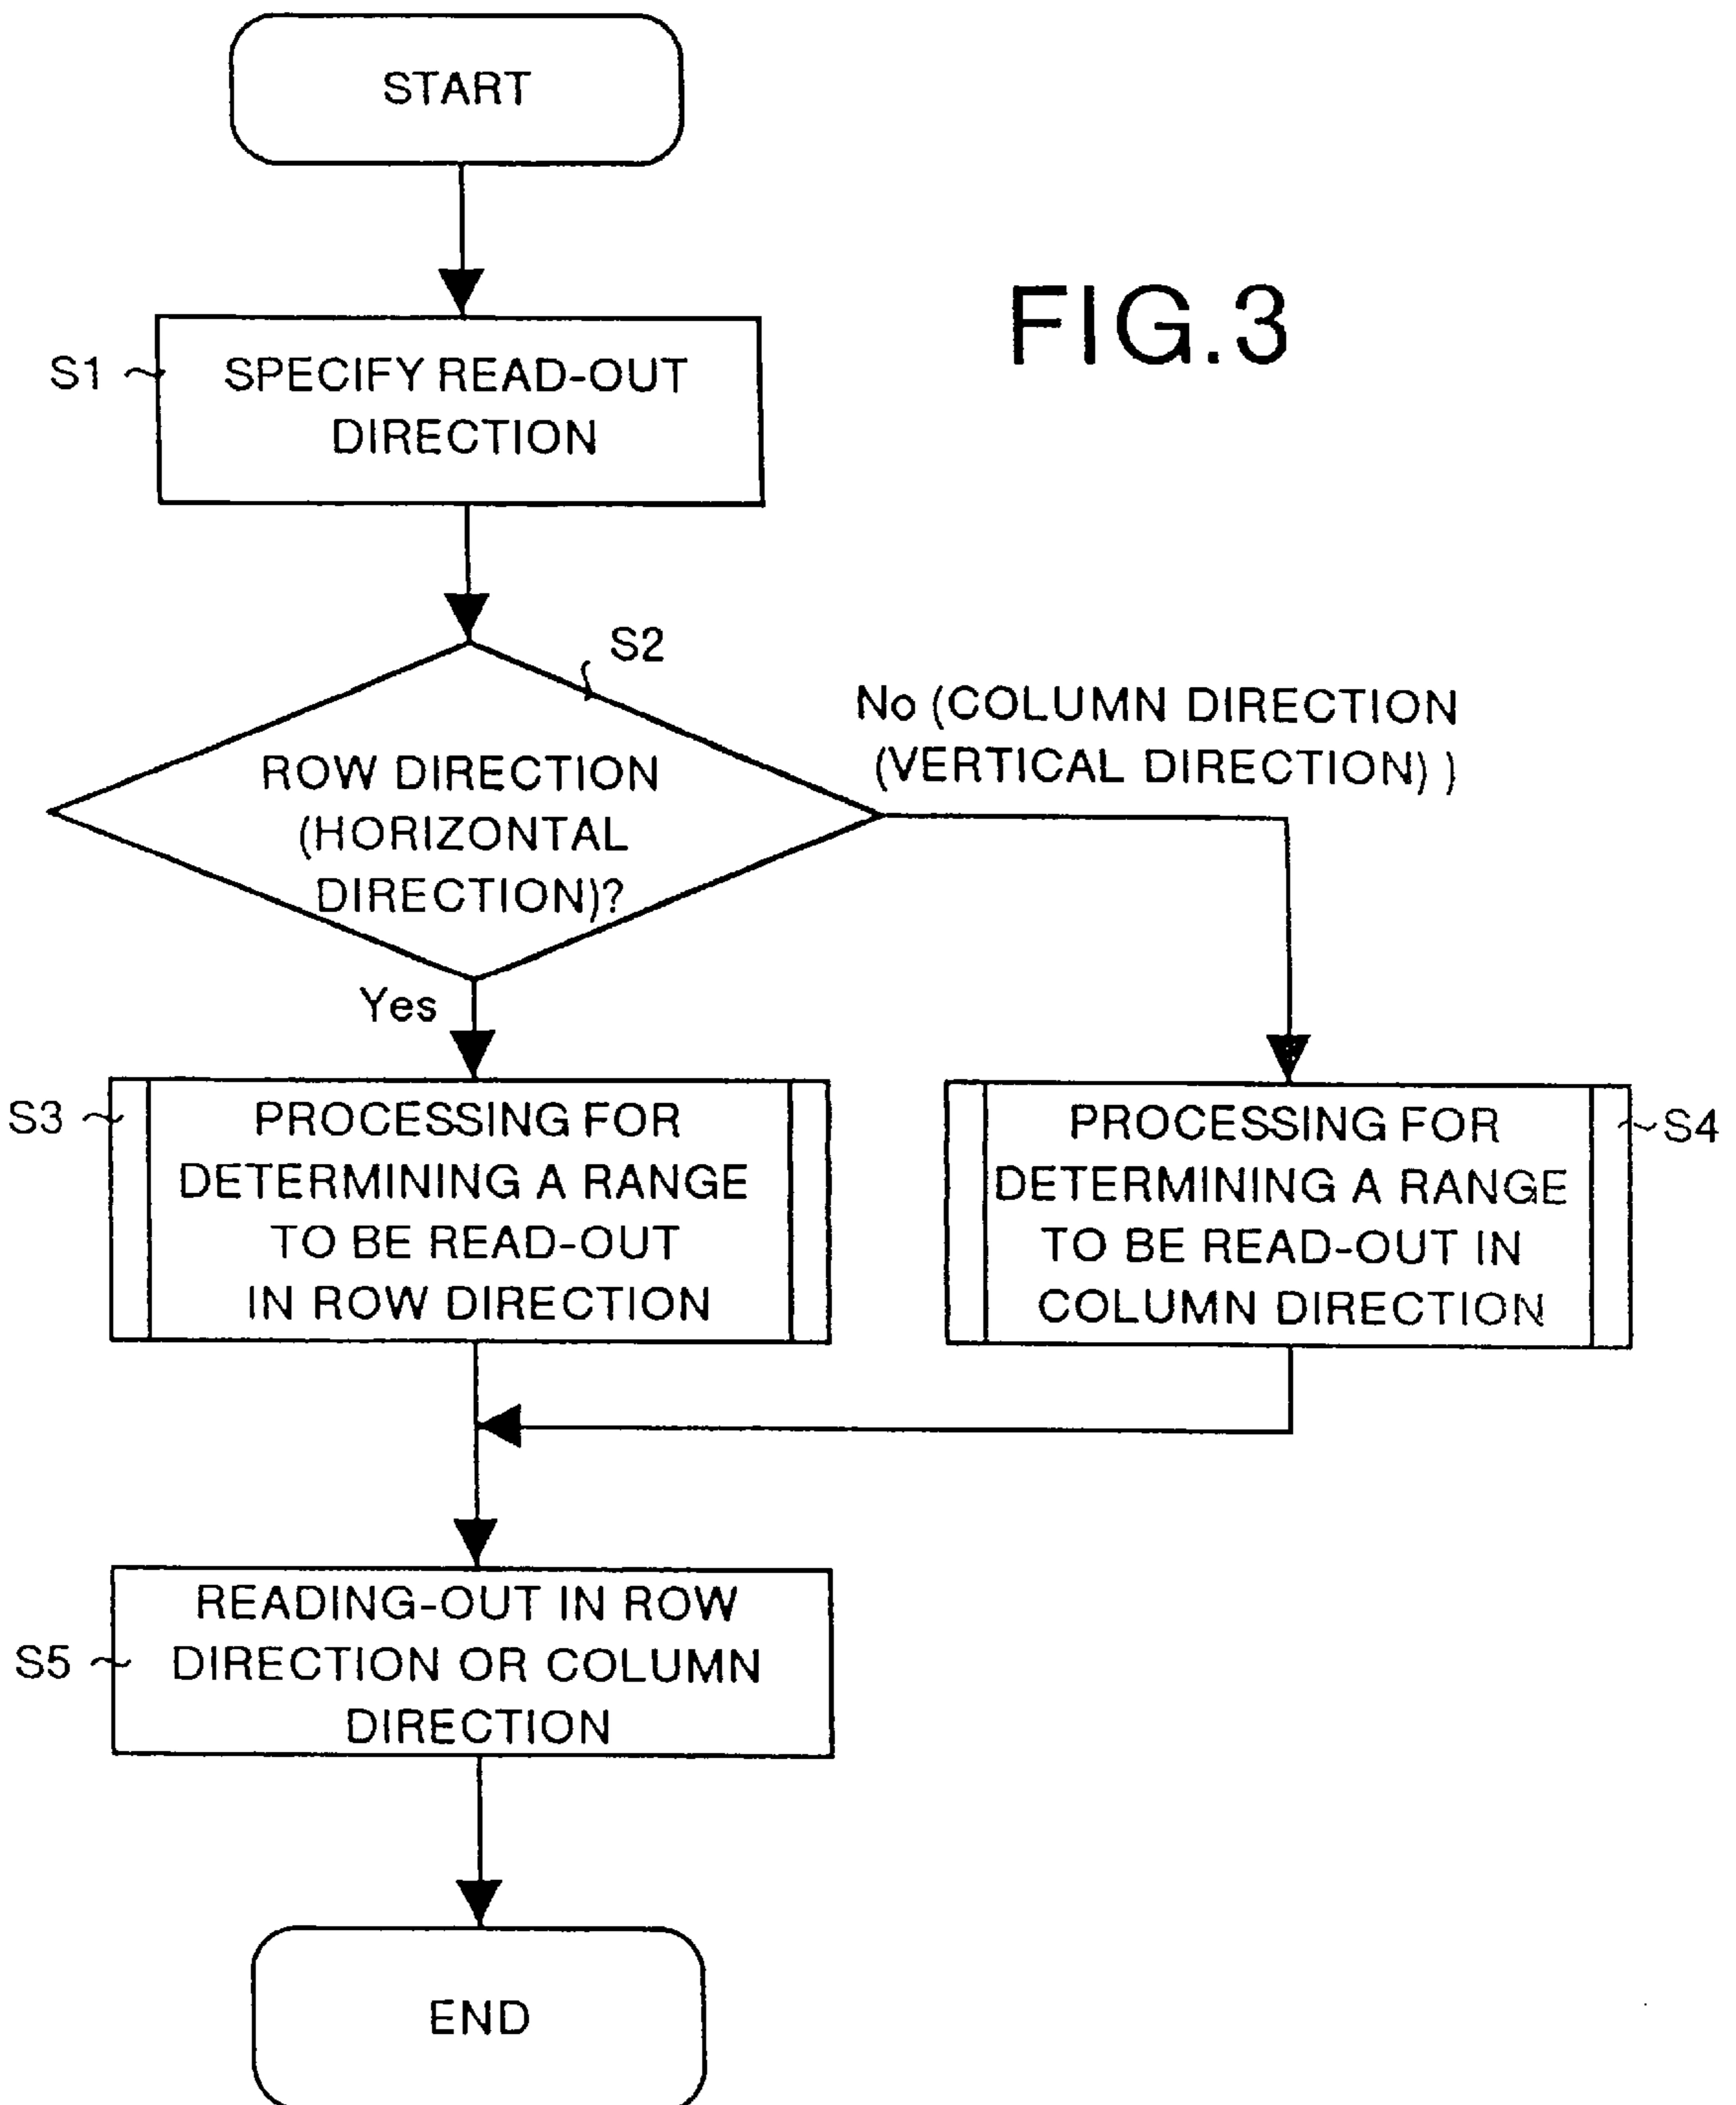 START
FIG.3
S1
SPECIFY READ-OUT
DIRECTION
S2
No (COLUMN DIRECTION
(VERTICAL DIRECTION) )
ROW DIRECTION
(HORIZONTAL
DIRECTION)?
Yes
S3
PROCESSING FOR
DETERMINING A RANGE
TO BE READ-OUT
IN ROW DIRECTION
PROCESSING FOR
DETERMINING A RANGE
TO BE READ-OUT IN
COLUMN DIRECTION
S4
READING-OUT IN ROW
S5
DIRECTION OR COLUMN
DIRECTION
END